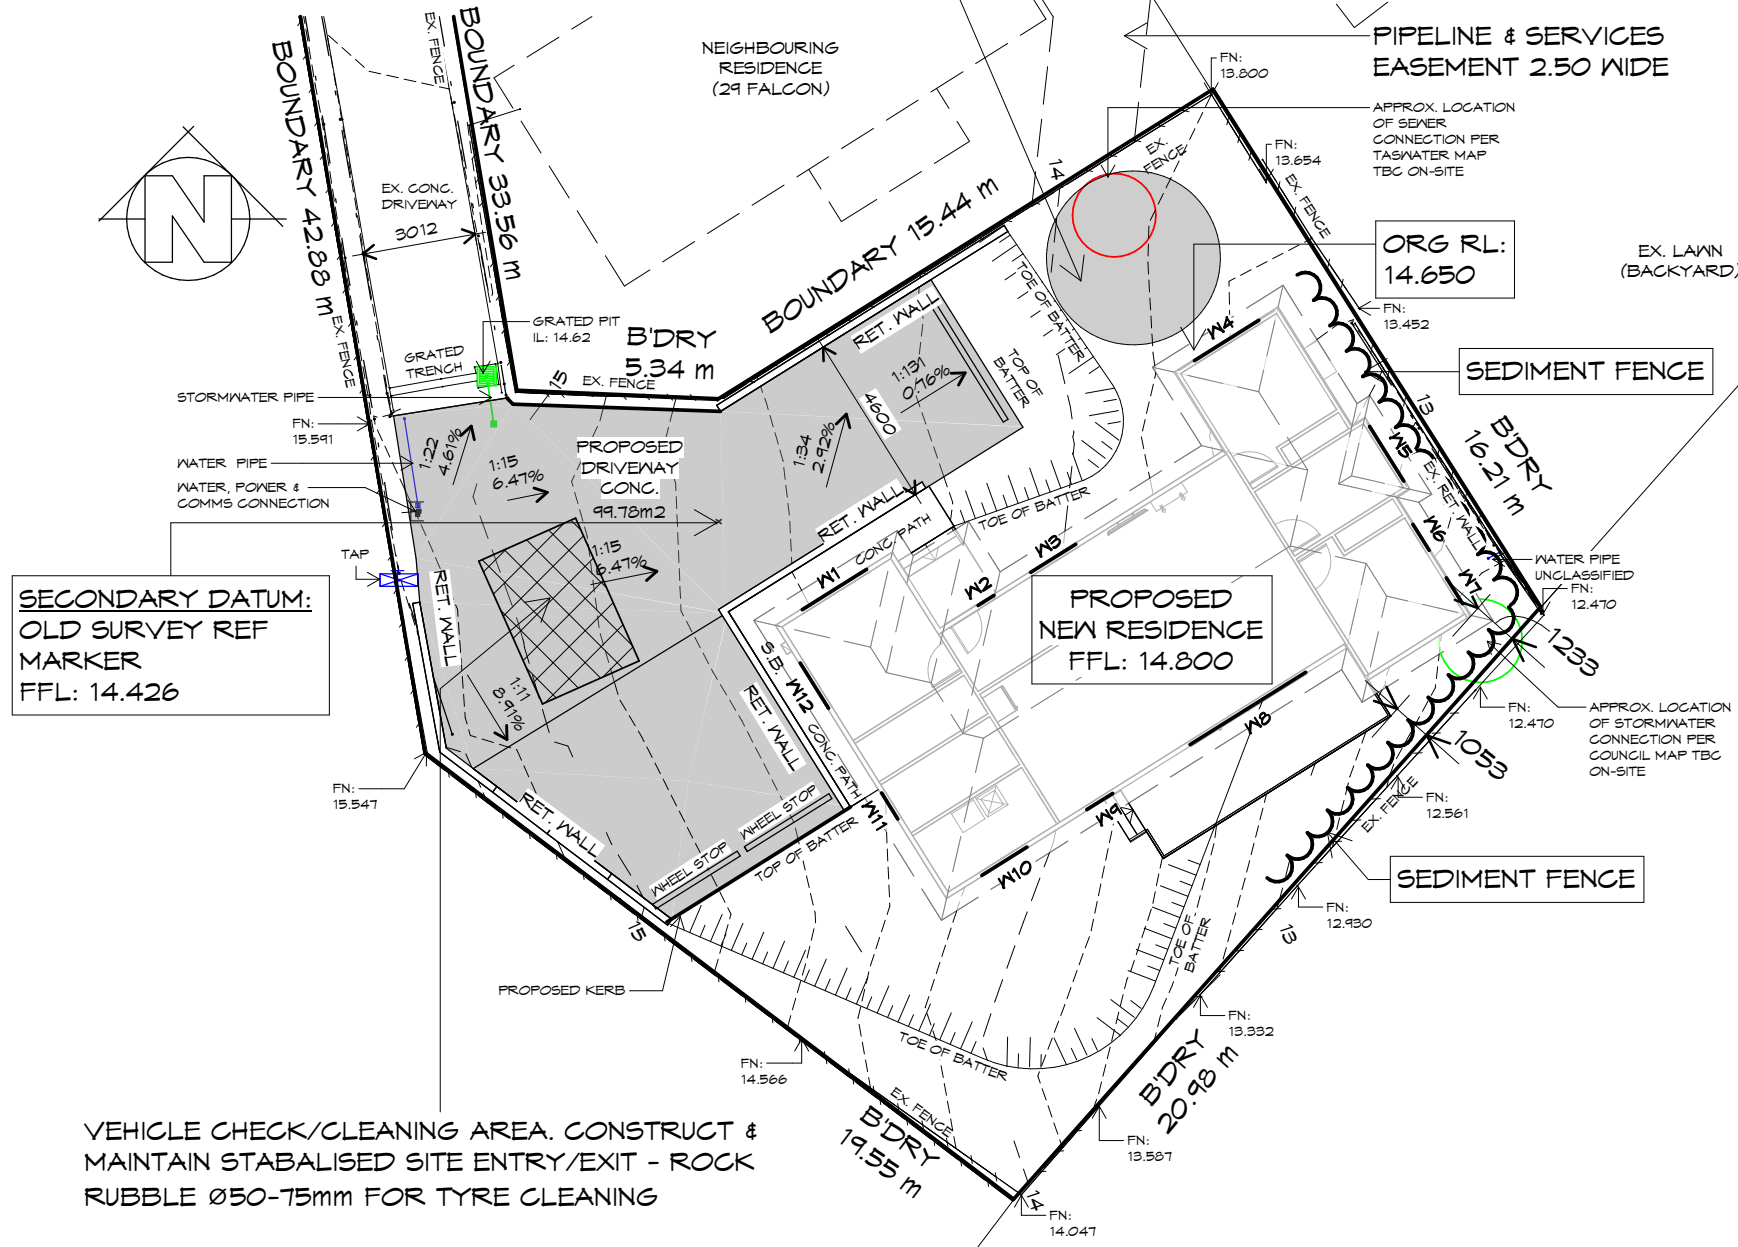 PIPELINE & SERVICES
EASEMENT 2.50 WIDE
FN:
13.800
NEIGHBOURING
RESIDENCE
(29 FALCON)
BOUNDARY 42.88 m
EX. FENCE
BOUNDARY 33.56 m
APPROX. LOCATION
OF SEWER
CONNECTION PER
TASWATER MAP
TBC ON-SITE
FN:
13.654
EX. FENCE
14
EX.
FENCE
N
EX. CONC.
DRIVEWAY
3012
BOUNDARY 15.44 m
ORG RL:
14.650
EX. LAWN
(BACKYARD)
FN:
13.452
TOE OF BATTER
RET. WALL
GRATED PIT
IL: 14.62
B'DRY
5.34 m
EX. FENCE
GRATED
TRENCH
15
EX. FENCE
W4
SEDIMENT FENCE
STORMWATER PIPE
FN:
15.591
1:131
0.76%
TOP OF
BATTER
4600
13
B'DRY
16.21 m
1:22
4.61%
1:15
6.47%
PROPOSED
DRIVEWAY
CONC.
99.78m2
1:34
2.92%
W5
EX. RET. WALL
WATER PIPE
WATER, POWER &
COMMS CONNECTION
RET. WALL
CONC. PATH
TOE OF BATTER
W6
TAP
1:15
6.47%
W1
W2
W3
W7
WATER PIPE
UNCLASSIFIED
FN:
12.470
SECONDARY DATUM:
OLD SURVEY REF
MARKER
FFL: 14.426
RET. WALL
PROPOSED
NEW RESIDENCE
FFL: 14.800
1233
S.B.
W12
RET. WALL
CONC. PATH
1:11
8.91%
W8
FN:
12.470
APPROX. LOCATION
OF STORMWATER
CONNECTION PER
COUNCIL MAP TBC
ON-SITE
1053
FN:
15.547
RET. WALL
WHEEL STOP
WHEEL STOP
TOP OF BATTER
W11
W9
EX. FENCE
FN:
12.561
W10
SEDIMENT FENCE
15
TOE OF
BATTER
FN:
12.930
13
PROPOSED KERB
FN:
13.332
TOE OF BATTER
FN:
14.566
B'DRY
20.98 m
EX. FENCE
B'DRY
19.55 m
FN:
13.587
VEHICLE CHECK/CLEANING AREA. CONSTRUCT &
MAINTAIN STABALISED SITE ENTRY/EXIT - ROCK
RUBBLE Ø50-75mm FOR TYRE CLEANING
14
FN:
14.047